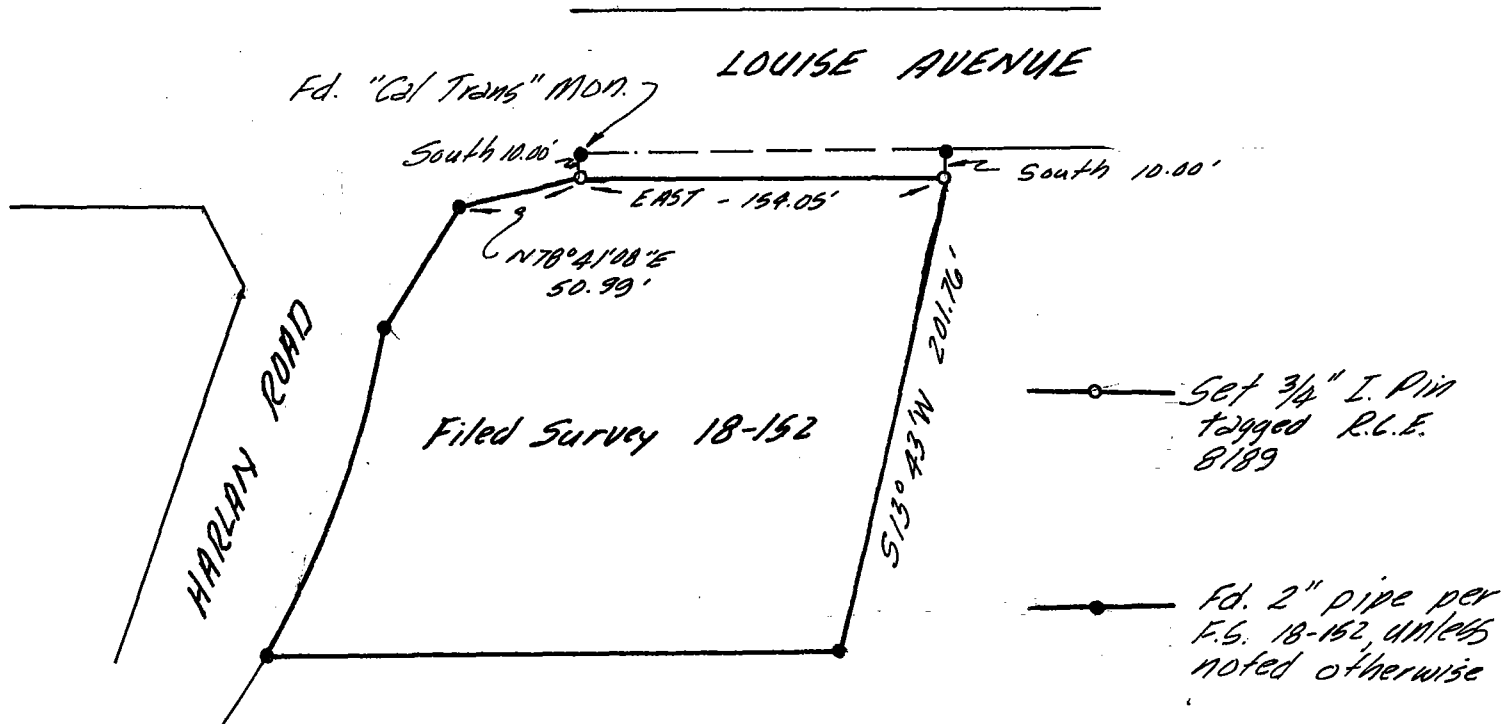 LOUISE AVENUE
Fd. "Cal Trans" Mon.
South 10.00'
South 10.00'
EAST - 154.05'
N78°41'08"E
50.99'
HARLAN ROAD
Filed Survey 18-152
S13°43'W 201.76'
Set 3/4" I. Pin
tagged R.C.E.
8189
Fd. 2" pipe per
F.S. 18-152, unless
noted otherwise